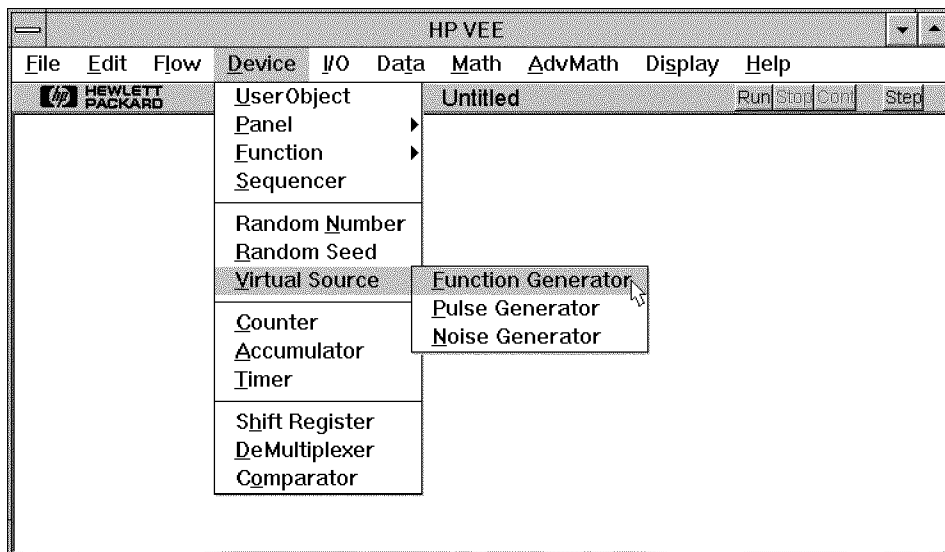 HP VEE
File Edit Flow Device I/O Data Math AdvMath Display Help
hp HEWLETT PACKARD Untitled Run Stop Cont Step
UserObject
Panel
Function
Sequencer
Random Number
Random Seed
Virtual Source
Function Generator
Pulse Generator
Noise Generator
Counter
Accumulator
Timer
Shift Register
DeMultiplexer
Comparator